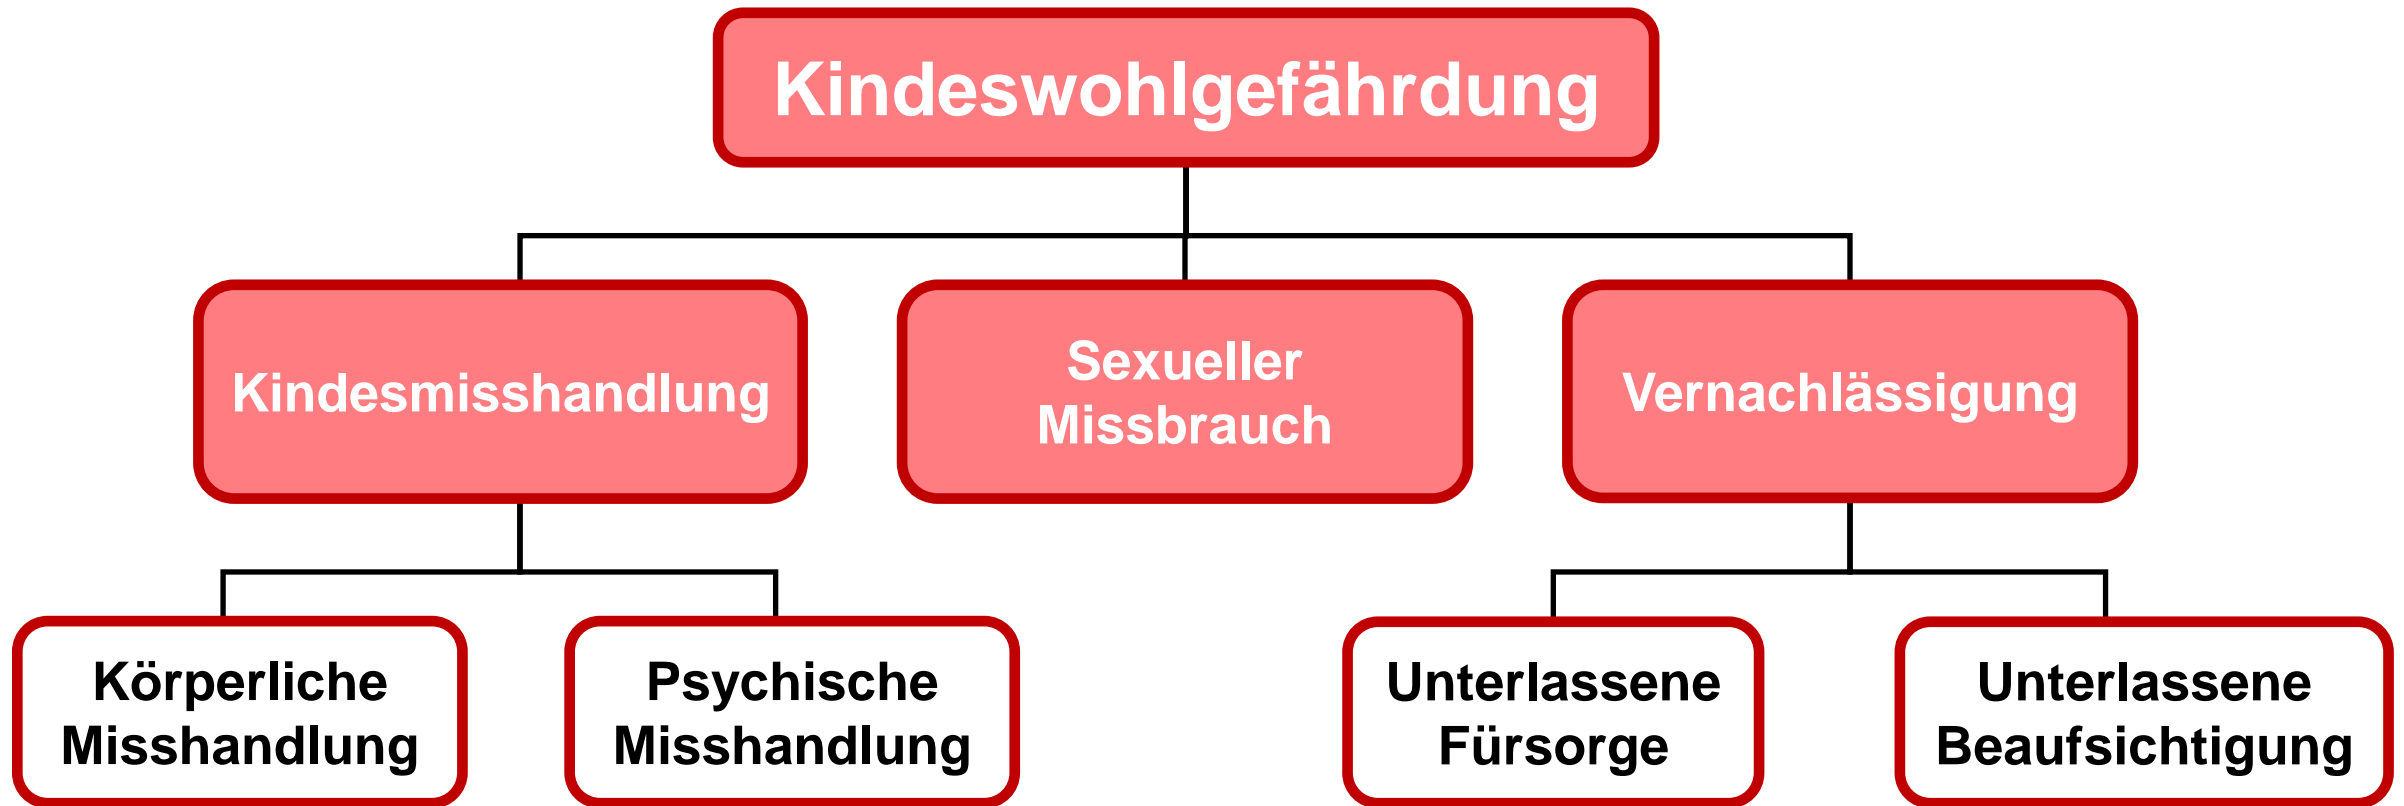 Kindeswohlgefährdung
Kindesmisshandlung
Sexueller
Missbrauch
Vernachlässigung
Körperliche
Misshandlung
Psychische
Misshandlung
Unterlassene
Fürsorge
Unterlassene
Beaufsichtigung